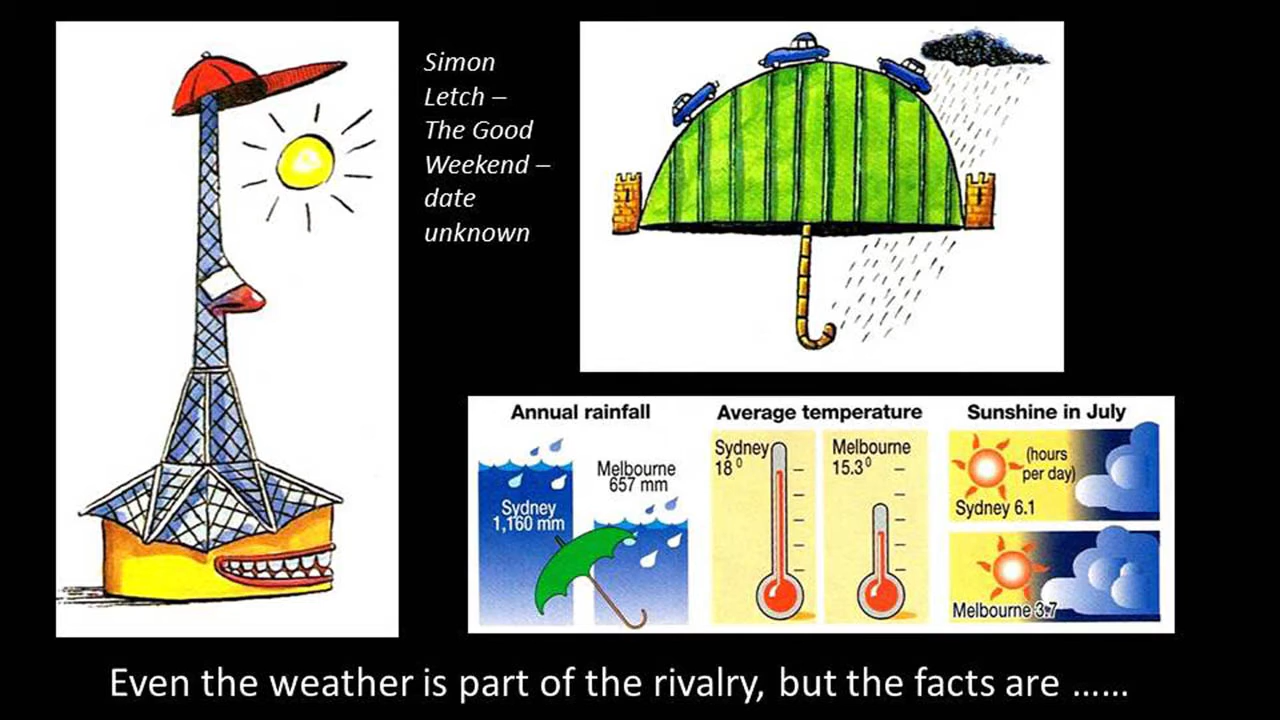 Simon
Letch –
The Good
Weekend –
date
unknown
Annual rainfall
Sydney
1,160 mm
Melbourne
657 mm
Average temperature
Sydney
18⁰
Melbourne
15.3⁰
Sunshine in July
(hours
per day)
Sydney 6.1
Melbourne 3.7
Even the weather is part of the rivalry, but the facts are ……